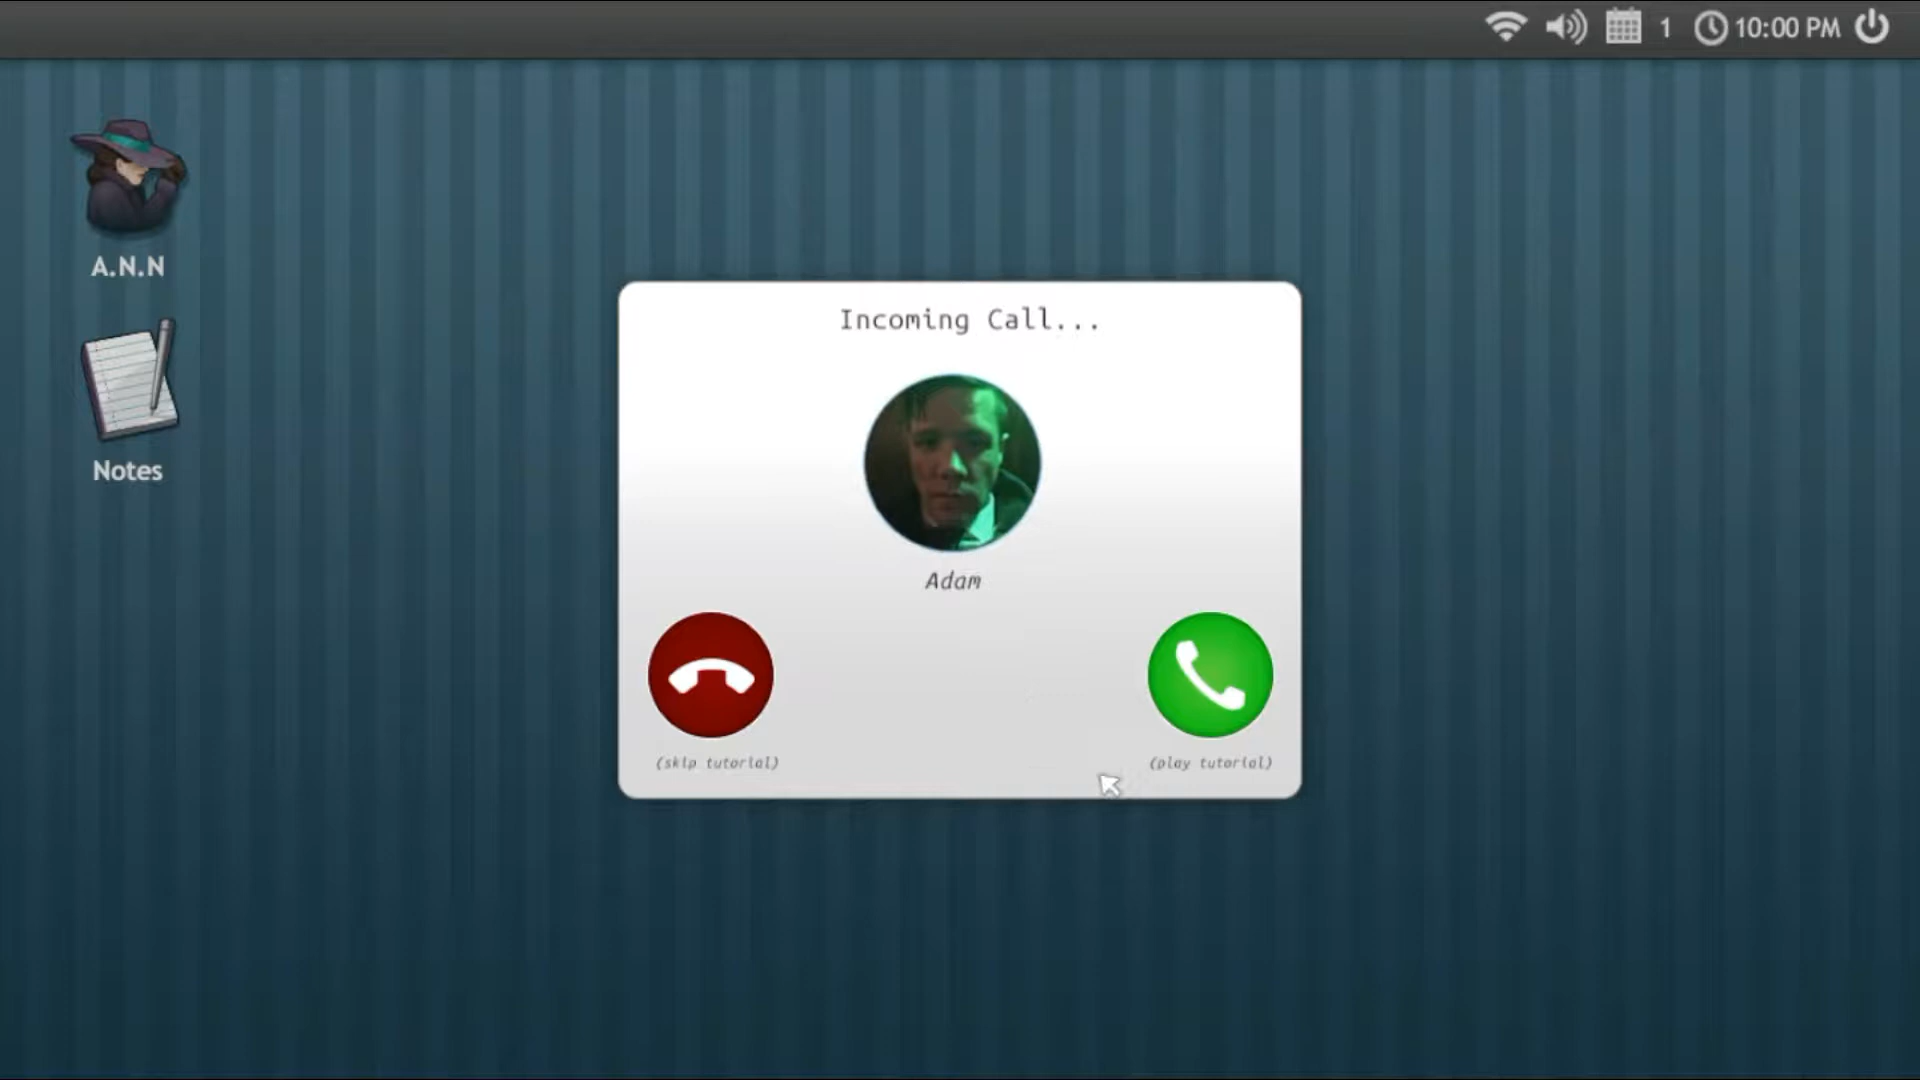 1 10:00 PM
A.N.N
Notes
Incoming Call...
Adam
(skip tutorial)
(play tutorial)